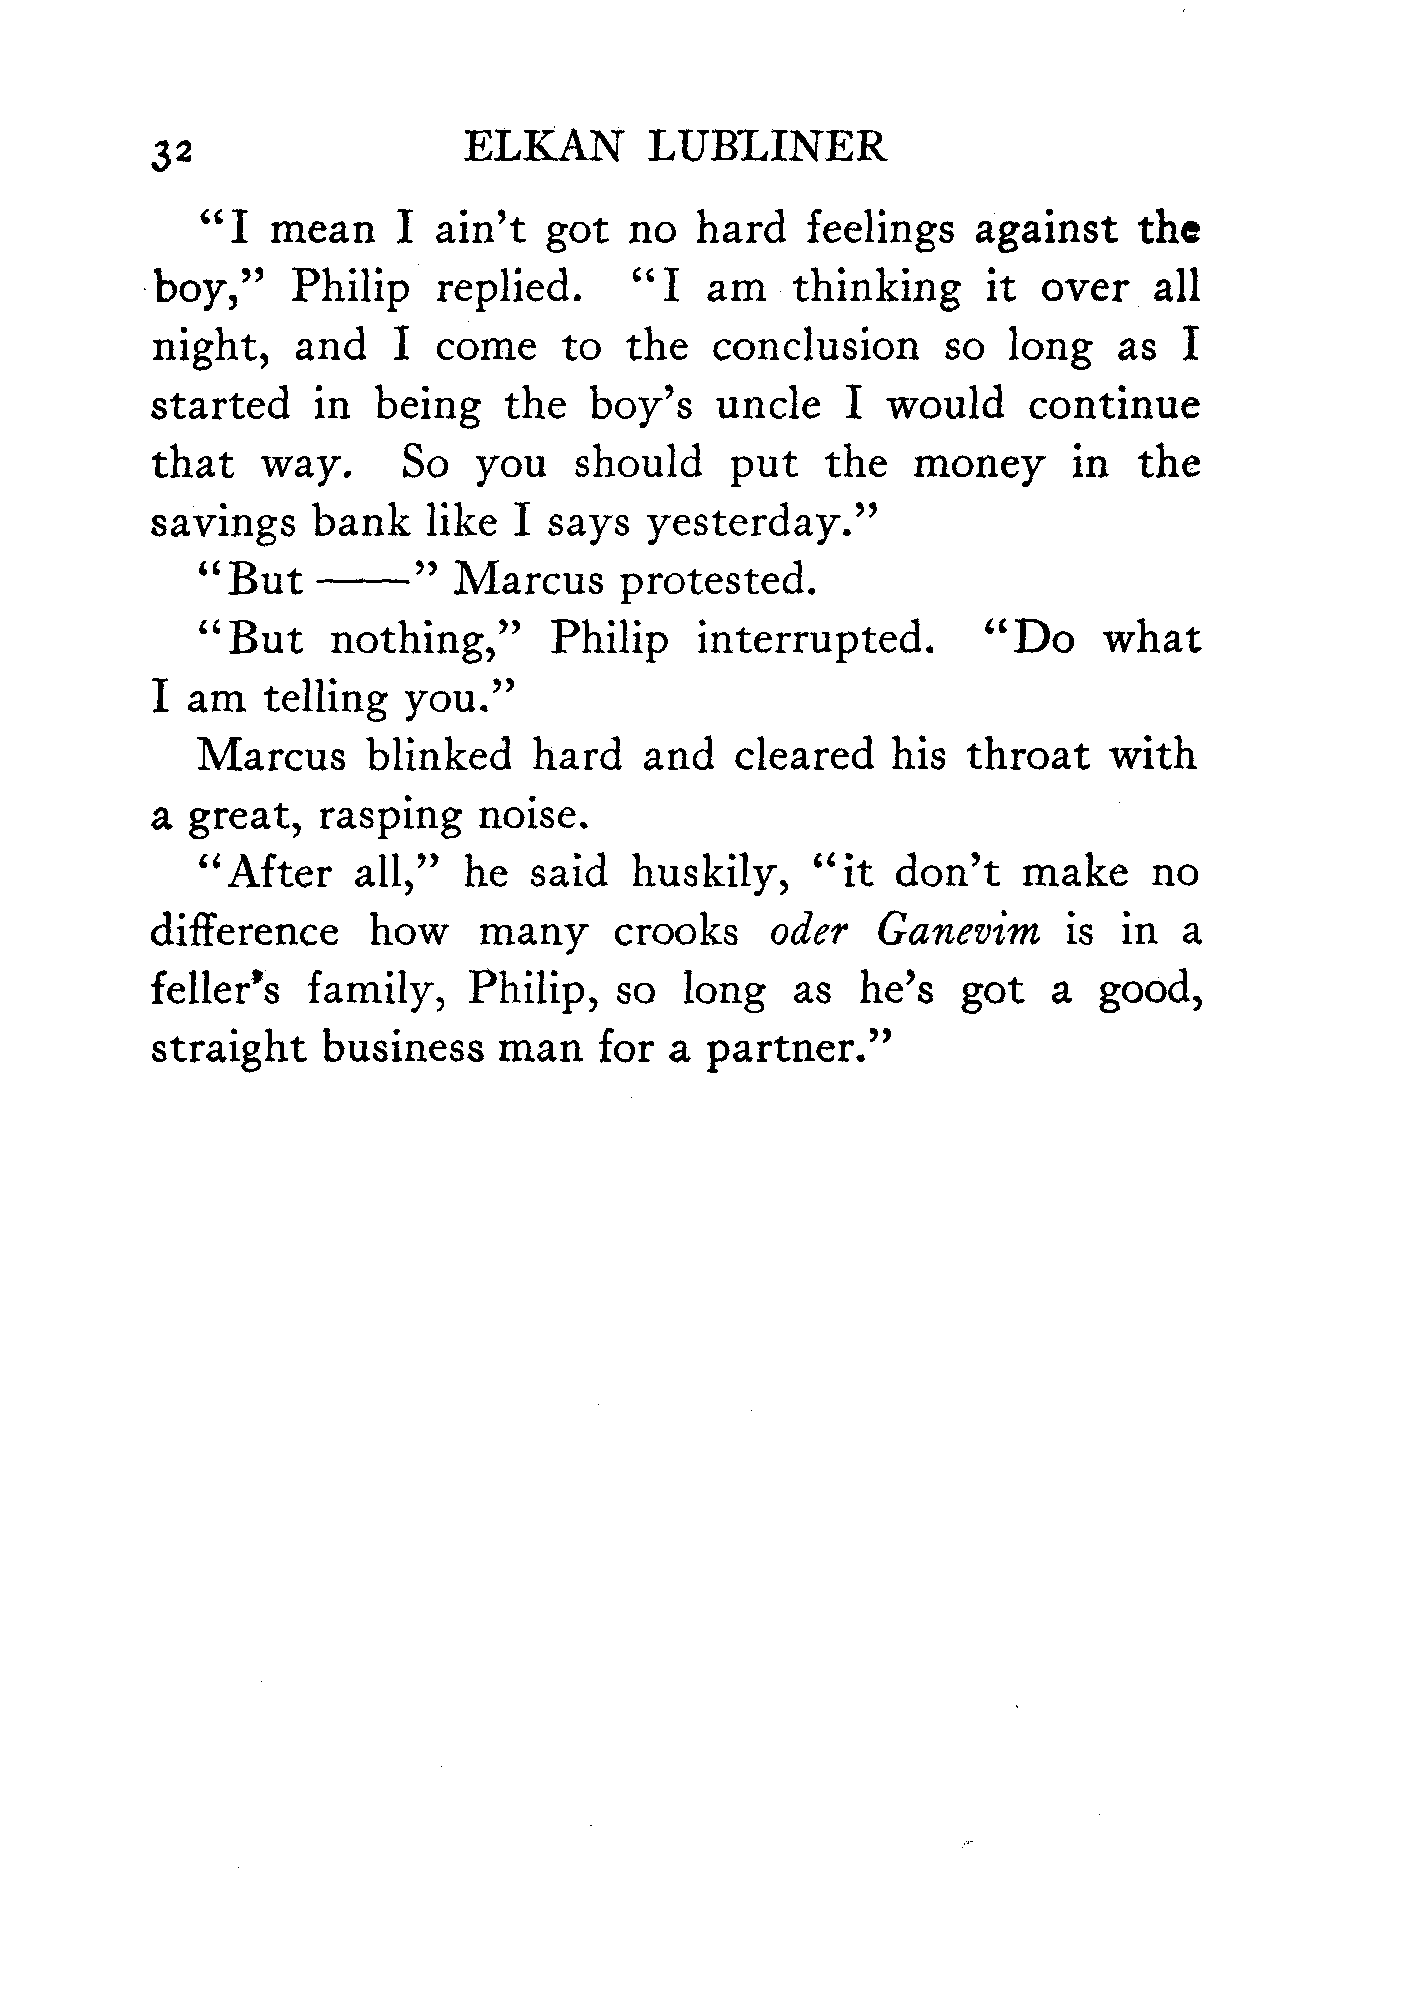 32 ELKAN LUBLINER
“I mean I ain't got no hard feelings against the
boy,” Philip replied. “I am thinking it over all
night, and I come to the conclusion so long as I
started in being the boy's uncle I would continue
that way. So you should put the money in the
savings bank like I says yesterday.”
“But ——” Marcus protested.
“But nothing,” Philip interrupted. “Do what
I am telling you.”
Marcus blinked hard and cleared his throat with
a great, rasping noise.
“After all,” he said huskily, “it don't make no
difference how many crooks oder Ganevim is in a
feller's family, Philip, so long as he's got a good,
straight business man for a partner.”